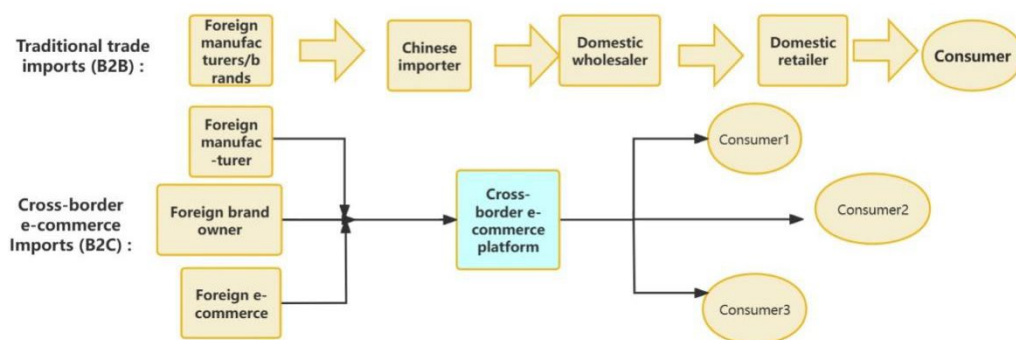 Traditional trade
imports (B2B) :
Foreign
manufac
turers/b
rands
Chinese
importer
Domestic
wholesaler
Domestic
retailer
Consumer
Cross-border
e-commerce
Imports (B2C) :
Foreign
manufac
-turer
Foreign brand
owner
Foreign e-
commerce
Cross-
border e-
commerce
platform
Consumer1
Consumer2
Consumer3